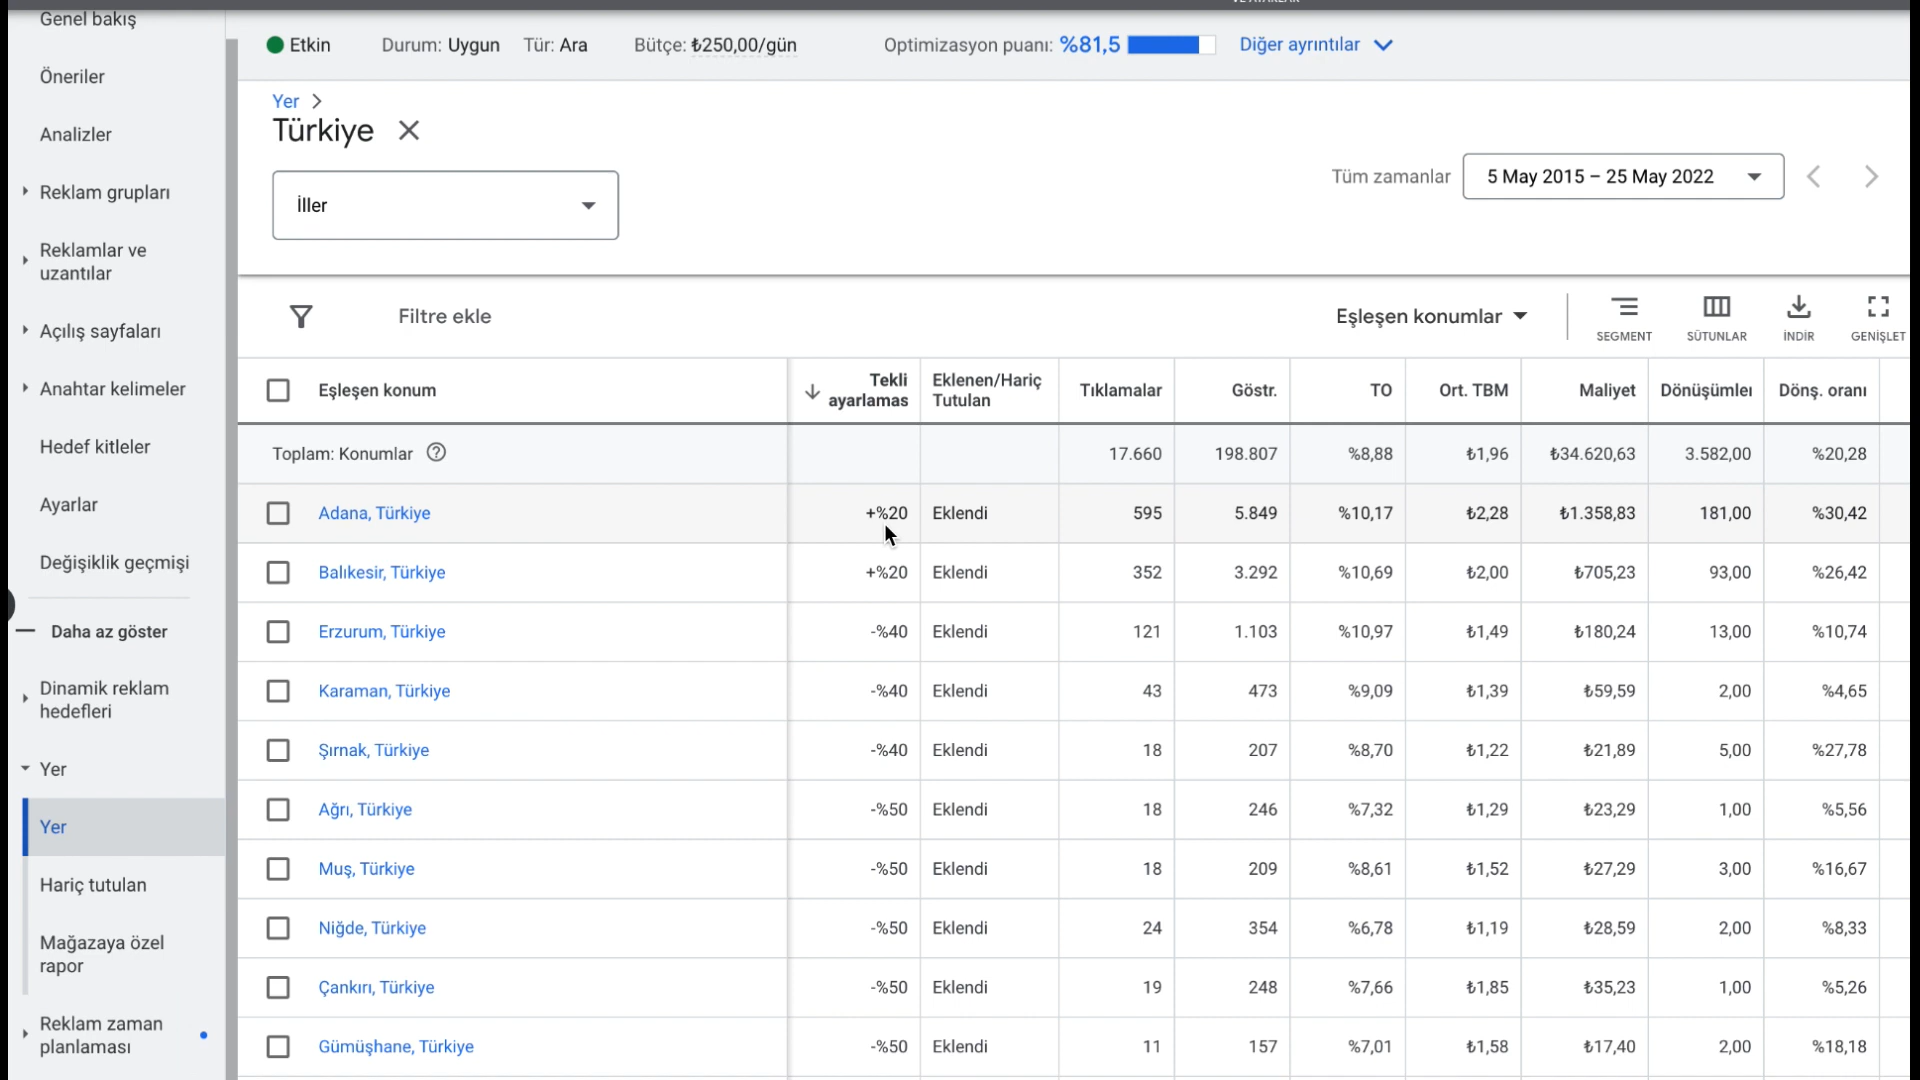 Genel bakış
Öneriler
Analizler
Reklam grupları
Reklamlar ve
uzantılar
Açılış sayfaları
Anahtar kelimeler
Hedef kitleler
Ayarlar
Değişiklik geçmişi
Daha az göster
Dinamik reklam
hedefleri
Yer
Yer
Hariç tutulan
Mağazaya özel
rapor
Reklam zaman
planlaması
Etkin Durum: Uygun Tür: Ara Bütçe: ₺250,00/gün Optimizasyon puanı: %81,5 Diğer ayrıntılar
Yer
Türkiye
İller
Tüm zamanlar 5 May 2015 – 25 May 2022
Filtre ekle Eşleşen konumlar SEGMENT SÜTUNLAR İNDİR GENİŞLET
Eşleşen konum Tekli ayarlamas Eklenen/Hariç Tutulan Tıklamalar Göstr. TO Ort. TBM Maliyet Dönüşümler Dönş. oranı
Toplam: Konumlar 17.660 198.807 %8,88 ₺1,96 ₺34.620,63 3.582,00 %20,28
Adana, Türkiye +%20 Eklendi 595 5.849 %10,17 ₺2,28 ₺1.358,83 181,00 %30,42
Balıkesir, Türkiye +%20 Eklendi 352 3.292 %10,69 ₺2,00 ₺705,23 93,00 %26,42
Erzurum, Türkiye -%40 Eklendi 121 1.103 %10,97 ₺1,49 ₺180,24 13,00 %10,74
Karaman, Türkiye -%40 Eklendi 43 473 %9,09 ₺1,39 ₺59,59 2,00 %4,65
Şırnak, Türkiye -%40 Eklendi 18 207 %8,70 ₺1,22 ₺21,89 5,00 %27,78
Ağrı, Türkiye -%50 Eklendi 18 246 %7,32 ₺1,29 ₺23,29 1,00 %5,56
Muş, Türkiye -%50 Eklendi 18 209 %8,61 ₺1,52 ₺27,29 3,00 %16,67
Niğde, Türkiye -%50 Eklendi 24 354 %6,78 ₺1,19 ₺28,59 2,00 %8,33
Çankırı, Türkiye -%50 Eklendi 19 248 %7,66 ₺1,85 ₺35,23 1,00 %5,26
Gümüşhane, Türkiye -%50 Eklendi 11 157 %7,01 ₺1,58 ₺17,40 2,00 %18,18